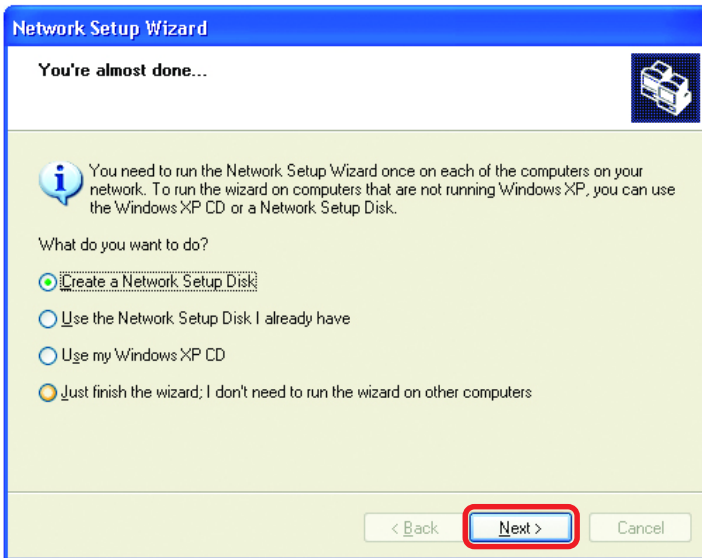 Network Setup Wizard
You're almost done...
You need to run the Network Setup Wizard once on each of the computers on your
network. To run the wizard on computers that are not running Windows XP, you can use
the Windows XP CD or a Network Setup Disk.
What do you want to do?
Create a Network Setup Disk
Use the Network Setup Disk I already have
Use my Windows XP CD
Just finish the wizard; I don't need to run the wizard on other computers
< Back Next > Cancel